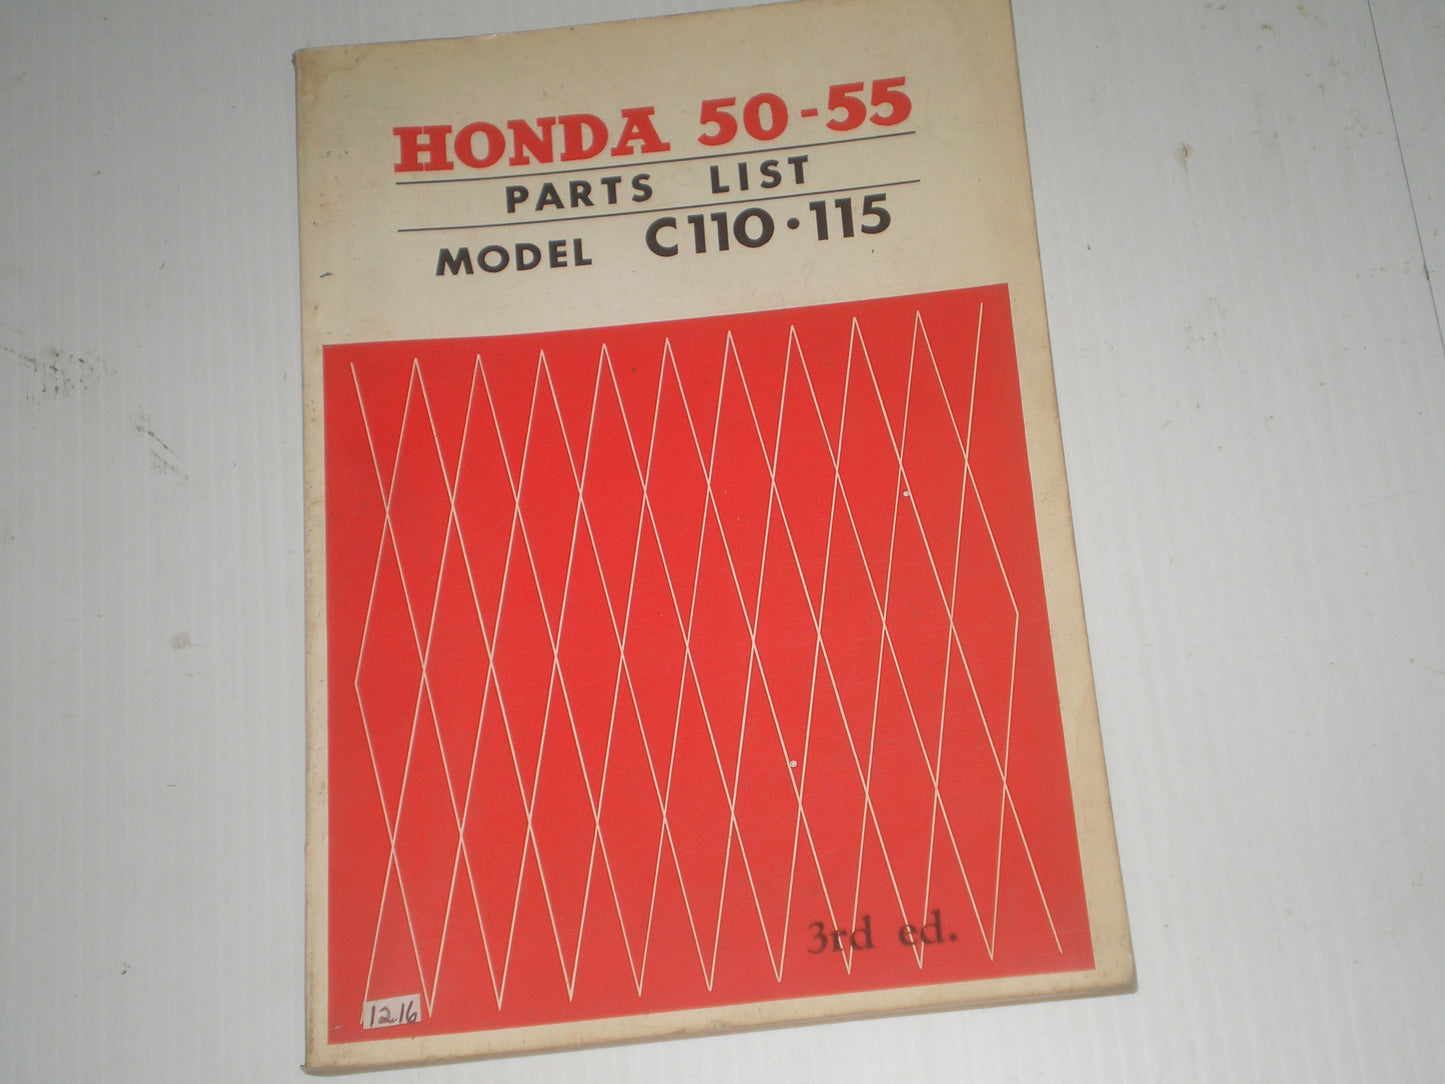 HONDA 50-55
PARTS LIST
MODEL C110·115
3rd ed.
1216